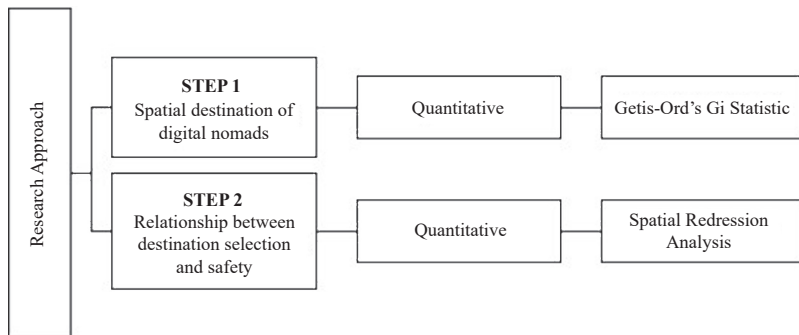 Research Approach
STEP 1
Spatial destination of
digital nomads
Quantitative
Getis-Ord’s Gi Statistic
STEP 2
Relationship between
destination selection
and safety
Quantitative
Spatial Redression
Analysis